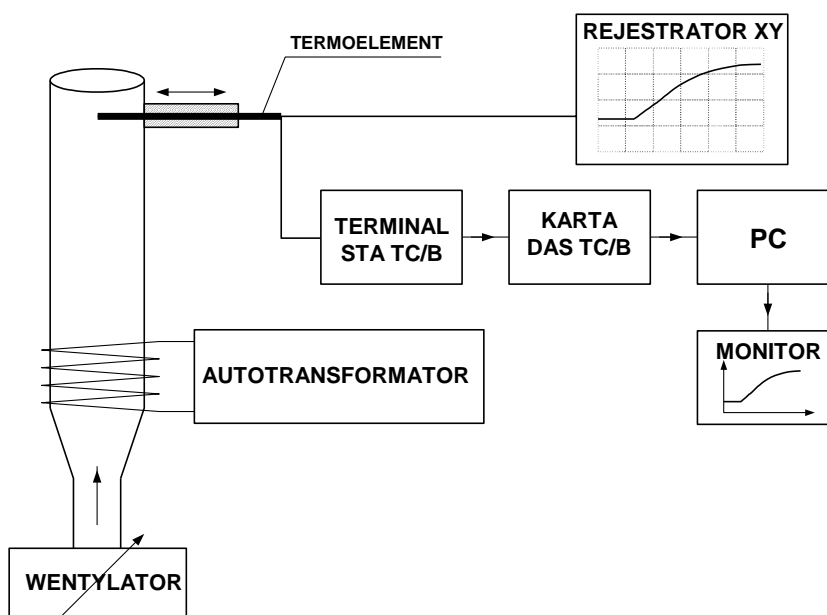 TERMOELEMENT
REJESTRATOR XY
TERMINAL
STA TC/B
KARTA
DAS TC/B
PC
MONITOR
AUTOTRANSFORMATOR
WENTYLATOR